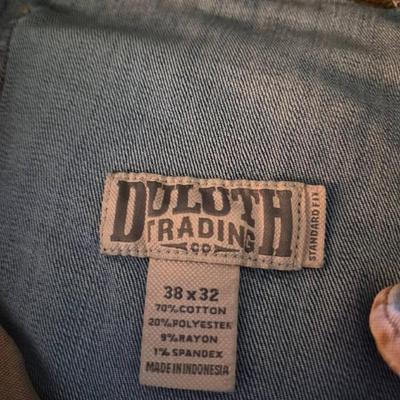 DULUTH
TRADING
CO
STANDARD FIT
38 x 32
70% COTTON
20% POLYESTER
9% RAYON
1% SPANDEX
MADE IN INDONESIA